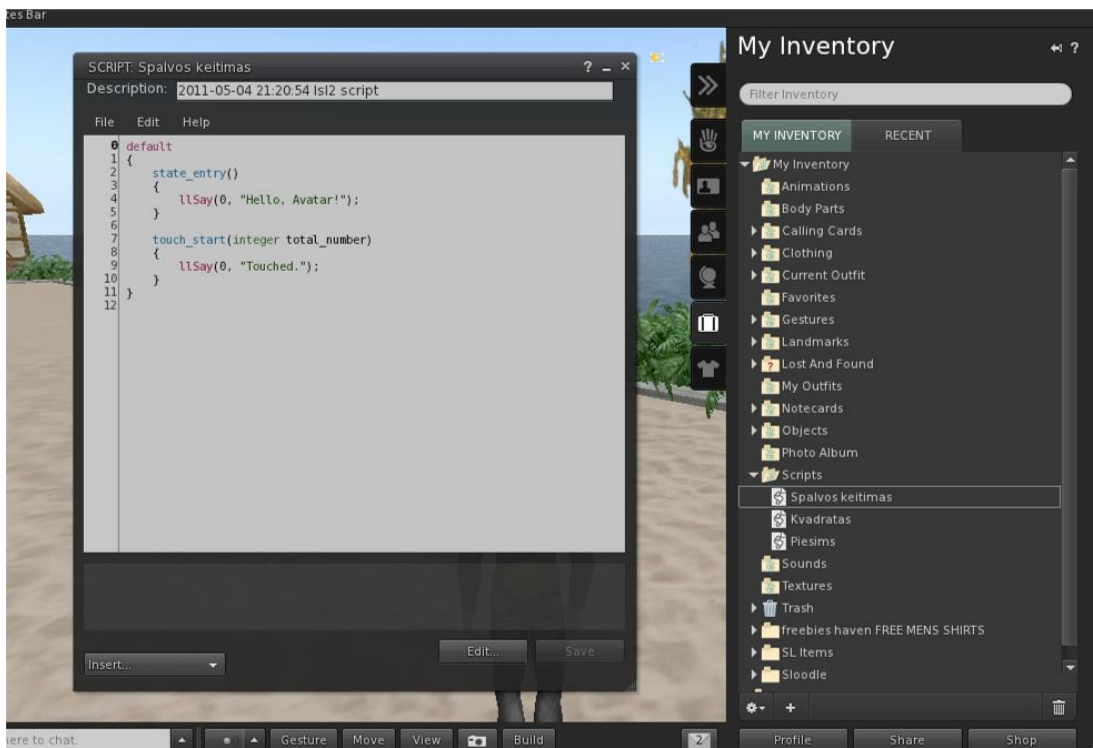 tes Bar
SCRIPT: Spalvos keitimas
Description: 2011-05-04 21:20:54 lsl2 script
File Edit Help
0 default
1 {
2 state_entry()
3 {
4 llSay(0, "Hello, Avatar!");
5 }
6
7 touch_start(integer total_number)
8 {
9 llSay(0, "Touched.");
10 }
11 }
12
Insert...
Edit...
Save
My Inventory
Filter Inventory
MY INVENTORY RECENT
My Inventory
Animations
Body Parts
Calling Cards
Clothing
Current Outfit
Favorites
Gestures
Landmarks
Lost And Found
My Outfits
Notecards
Objects
Photo Album
Scripts
Spalvos keitimas
Kvadratas
Piesims
Sounds
Textures
Trash
freebies haven FREE MENS SHIRTS
SL Items
Sloodle
here to chat.
Gesture Move View Build 2
Profile Share Shop